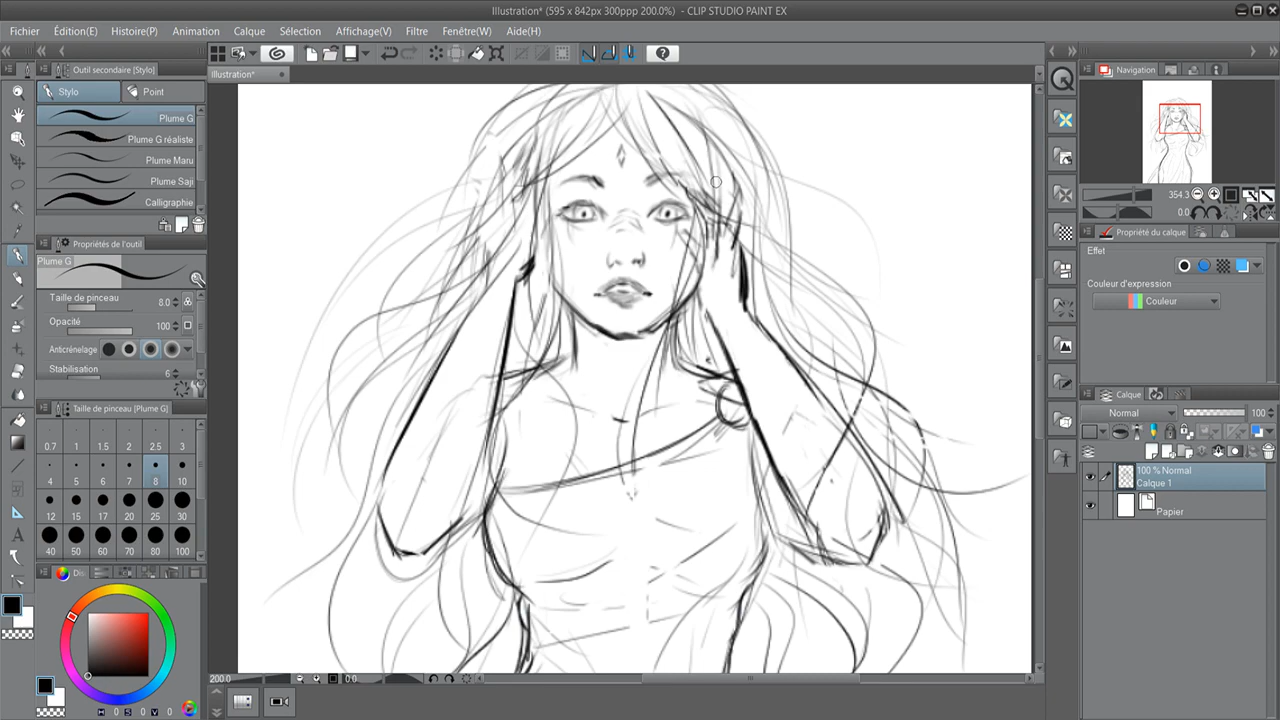 Illustration* (595 x 842px 300ppp 200.0%) - CLIP STUDIO PAINT EX
Fichier Édition(E) Histoire(P) Animation Calque Sélection Affichage(V) Filtre Fenêtre(W) Aide(H)
Outil secondaire [Stylo]
Illustration*
Navigation
Stylo Point
Plume G
Plume G réaliste
Plume Maru
Plume Saji
Calligraphie
354.3
0.0
Propriétés de l'outil
Plume G
Taille de pinceau 8.0
Opacité 100
Anticrénelage
Stabilisation 6
Propriété du calque
Effet
Couleur d'expression
Couleur
Taille de pinceau [Plume G]
0.7 1 1.5 2 2.5 3
4 5 6 7 8 10
12 15 17 20 25 30
40 50 60 70 80 100
Calque
Normal 100
100 % Normal
Calque 1
Papier
Dis
200.0 0.0
H 0 S 0 V 0